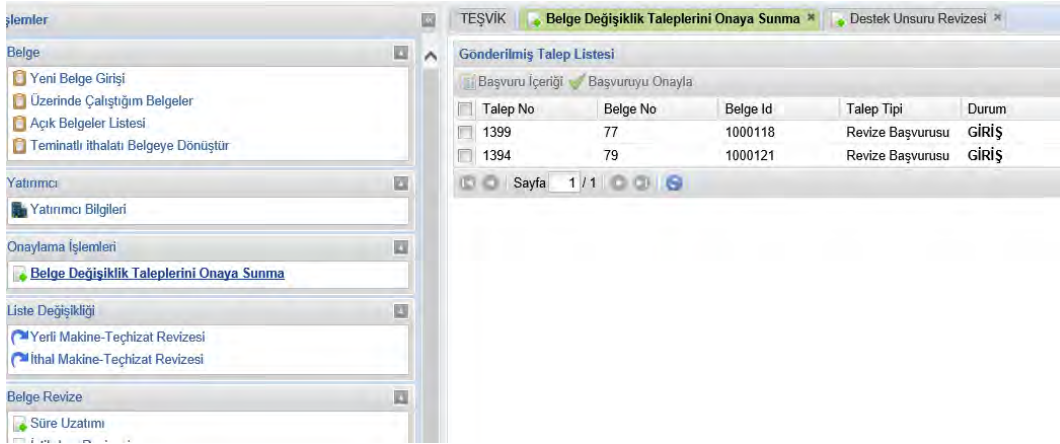 şlemler
Belge
Yeni Belge Girişi
Üzerinde Çalıştığım Belgeler
Açık Belgeler Listesi
Teminatlı ithalatı Belgeye Dönüştür
Yatırımcı
Yatırımcı Bilgileri
Onaylama İşlemleri
Belge Değişiklik Taleplerini Onaya Sunma
Liste Değişikliği
Yerli Makine-Teçhizat Revizesi
İthal Makine-Teçhizat Revizesi
Belge Revize
Süre Uzatımı
TEŞVİK Belge Değişiklik Taleplerini Onaya Sunma Destek Unsuru Revizesi
Gönderilmiş Talep Listesi
Başvuru İçeriği Başvuruyu Onayla
Talep No Belge No Belge Id Talep Tipi Durum
1399 77 1000118 Revize Başvurusu GİRİŞ
1394 79 1000121 Revize Başvurusu GİRİŞ
Sayfa 1 / 1